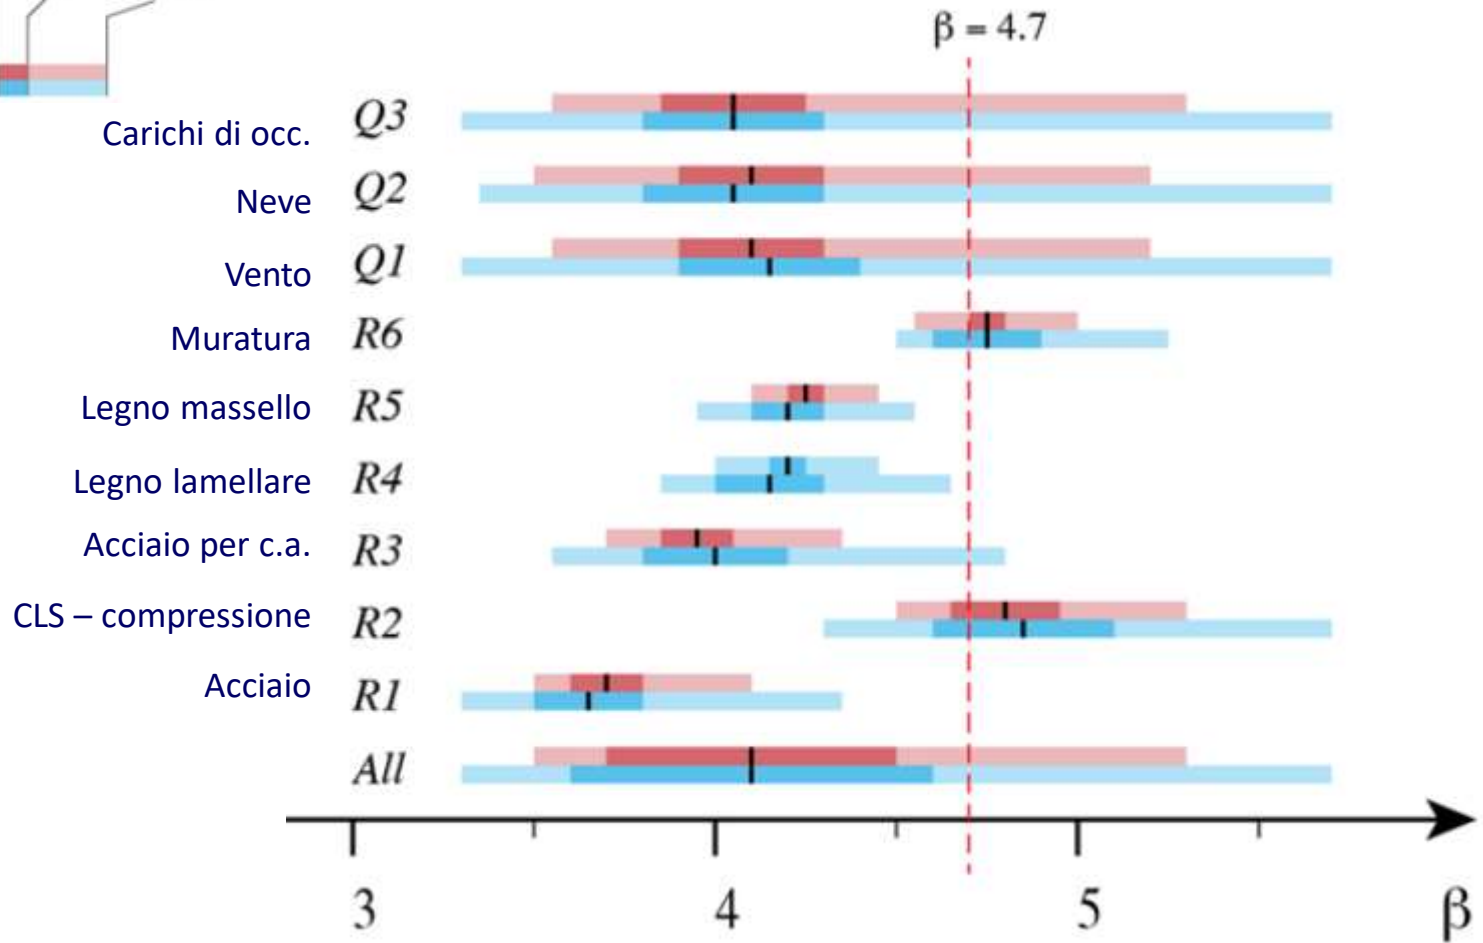 β = 4.7
Carichi di occ. Q3
Neve Q2
Vento Q1
Muratura R6
Legno massello R5
Legno lamellare R4
Acciaio per c.a. R3
CLS – compressione R2
Acciaio R1
All
3 4 5 β